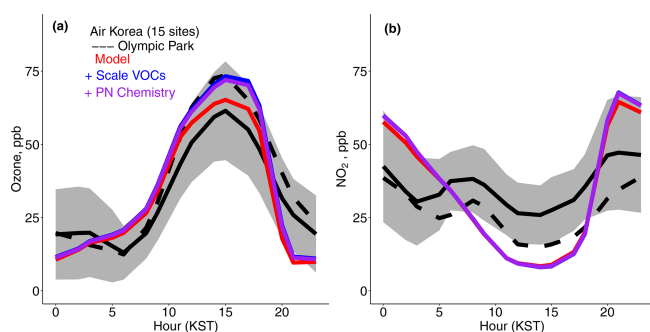 (a)
Air Korea (15 sites)
Olympic Park
Model
+ Scale VOCs
+ PN Chemistry
Ozone, ppb
75
50
25
0
0 5 10 15 20
Hour (KST)
(b)
NO₂ , ppb
75
50
25
0
0 5 10 15 20
Hour (KST)